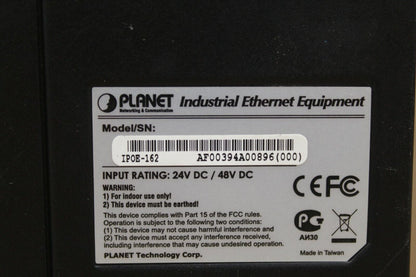 PLANET Industrial Ethernet Equipment
Networking & Communication
Model/SN:
IPOE-162 AF00394A00896(000)
INPUT RATING: 24V DC / 48V DC
WARNING:
1) For indoor use only!
2) This device must be earthed!
This device complies with Part 15 of the FCC rules.
Operation is subject to the following two conditions:
(1) This device may not cause harmful interference and
(2) This device must accept any interference received,
including interference that may cause undesired operation.
PLANET Technology Corp.
CE FC
АИ30
Made in Taiwan